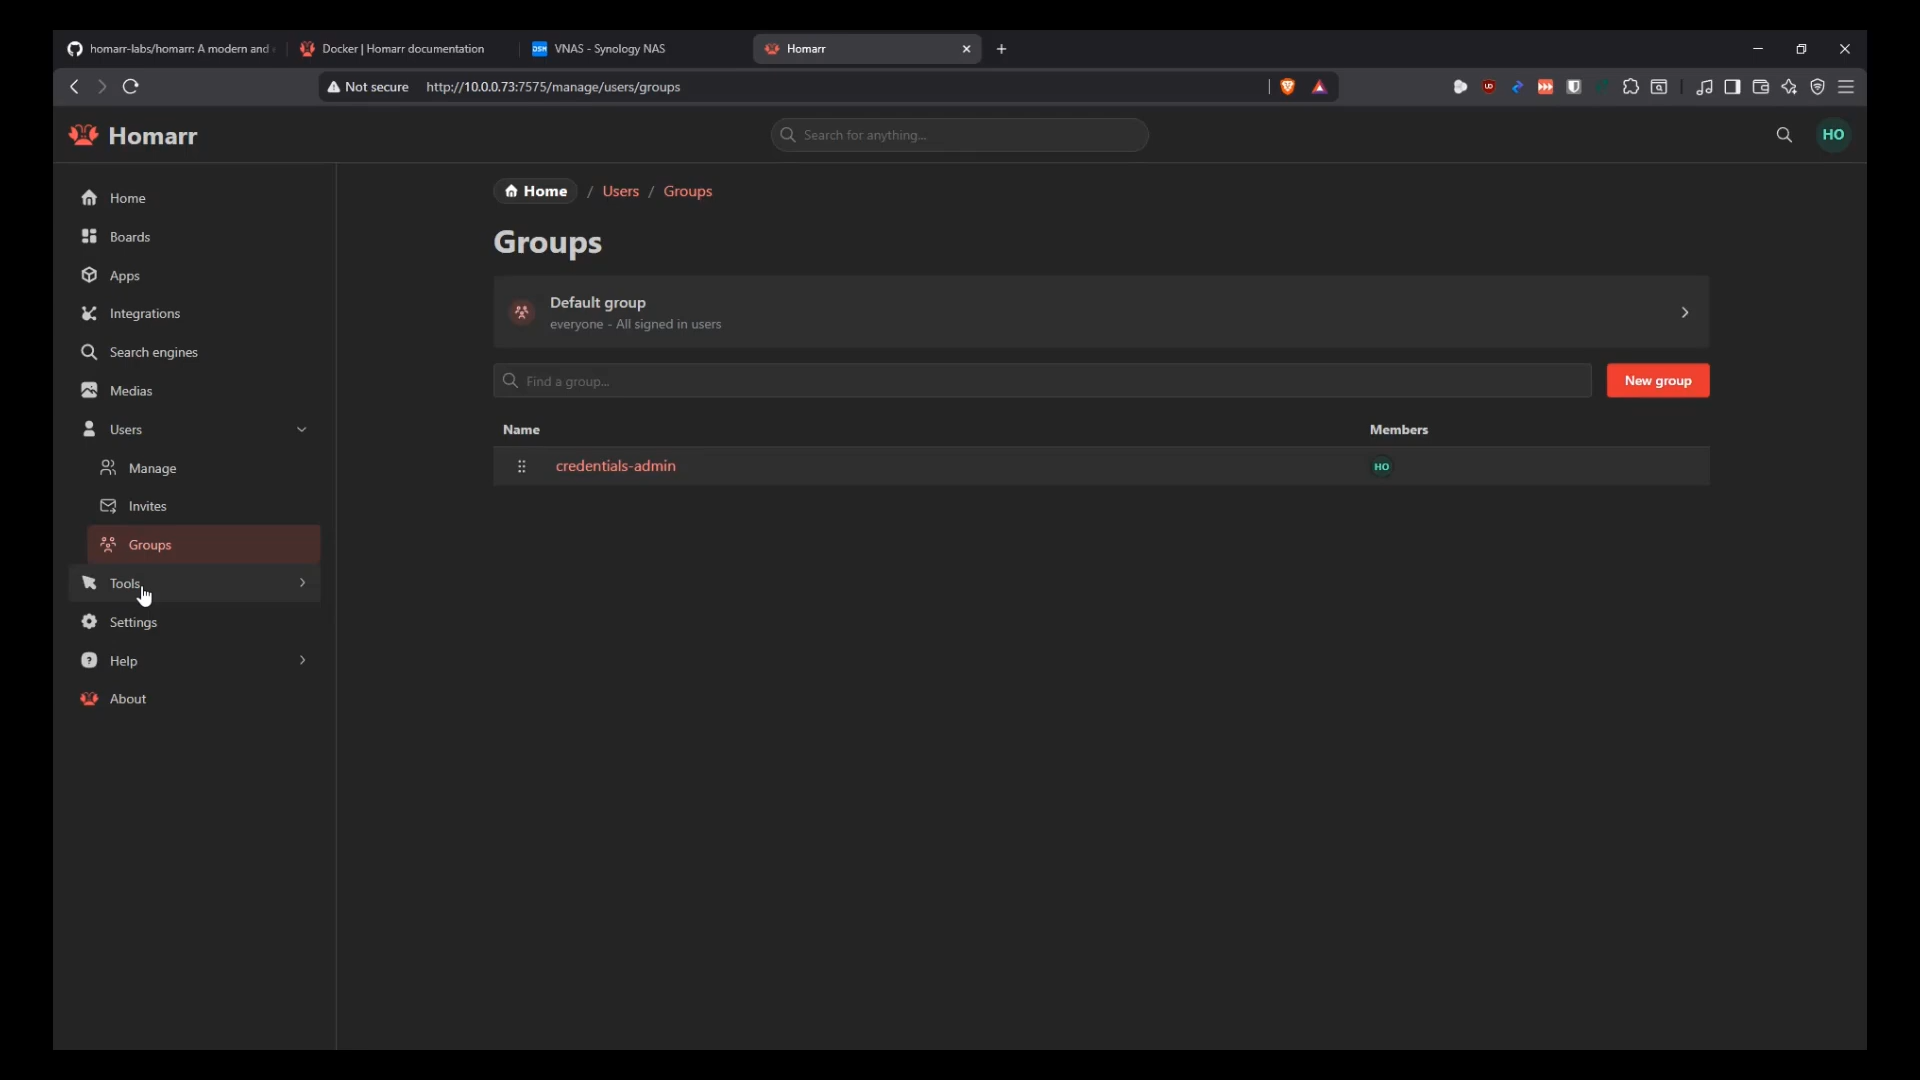 homarr-labs/homarr: A modern and
Docker | Homarr documentation
VNAS - Synology NAS
Homarr
Not secure
http://10.0.0.73:7575/manage/users/groups
Homarr
Search for anything...
HO
Home
Boards
Apps
Integrations
Search engines
Medias
Users
Manage
Invites
Groups
Tools
Settings
Help
About
Home / Users / Groups
Groups
Default group
everyone - All signed in users
Find a group...
New group
Name
Members
credentials-admin
HO